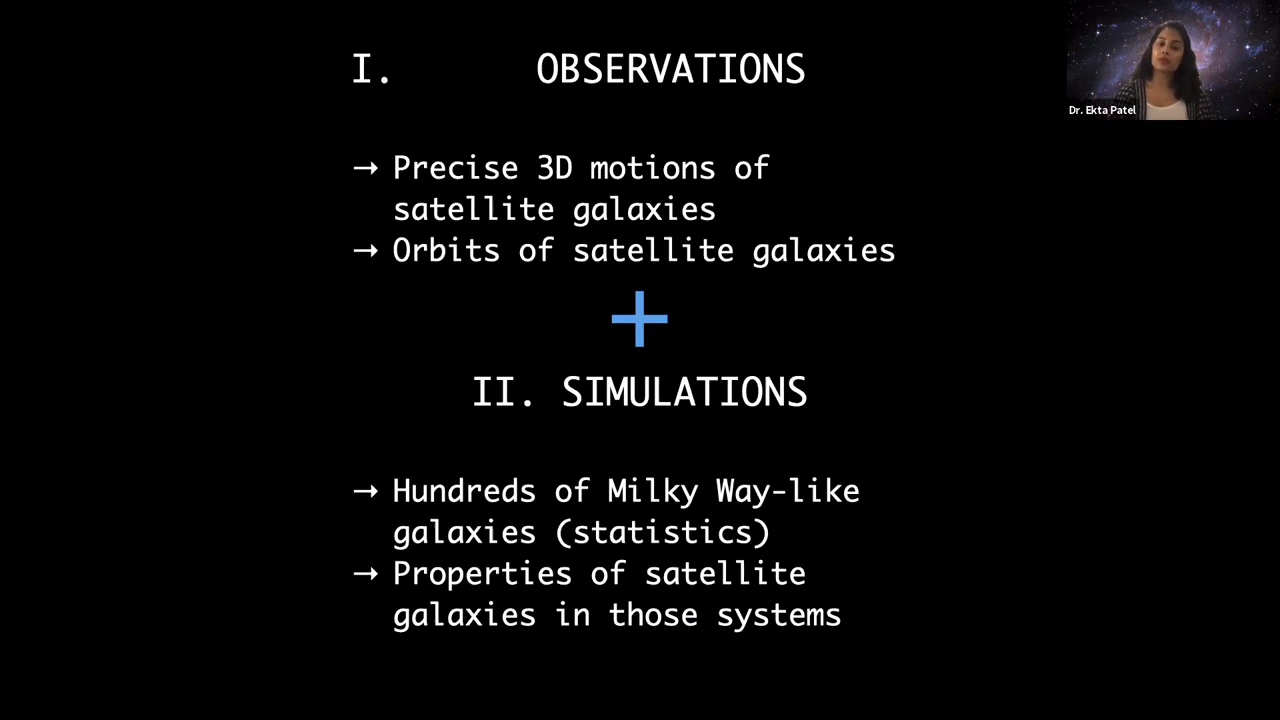 I. OBSERVATIONS
→ Precise 3D motions of
satellite galaxies
→ Orbits of satellite galaxies
+
II. SIMULATIONS
→ Hundreds of Milky Way-like
galaxies (statistics)
→ Properties of satellite
galaxies in those systems
Dr. Ekta Patel